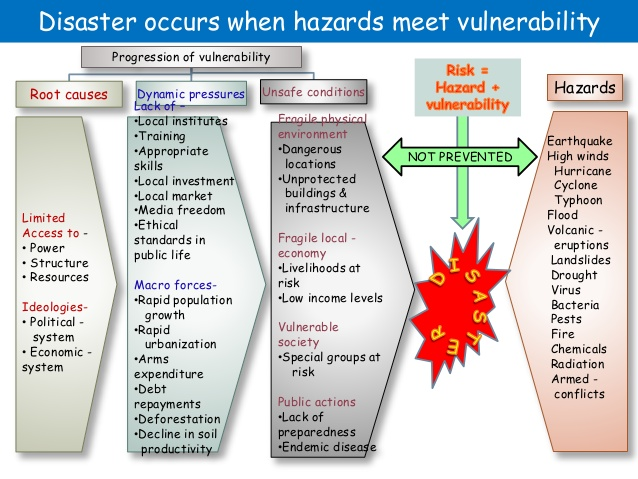 Disaster occurs when hazards meet vulnerability
Progression of vulnerability
Root causes
Limited
Access to -
• Power
• Structure
• Resources
Ideologies-
• Political -
system
• Economic -
system
Dynamic pressures
Lack of –
•Local institutes
•Training
•Appropriate
skills
•Local investment
•Local market
•Media freedom
•Ethical
standards in
public life
Macro forces-
•Rapid population
growth
•Rapid
urbanization
•Arms
expenditure
•Debt
repayments
•Deforestation
•Decline in soil
productivity
Unsafe conditions
Fragile physical
environment
•Dangerous
locations
•Unprotected
buildings &
infrastructure
Fragile local -
economy
•Livelihoods at
risk
•Low income levels
Vulnerable
society
•Special groups at
risk
Public actions
•Lack of
preparedness
•Endemic disease
Risk =
Hazard +
vulnerability
NOT PREVENTED
DISASTER
Hazards
Earthquake
High winds
Hurricane
Cyclone
Typhoon
Flood
Volcanic -
eruptions
Landslides
Drought
Virus
Bacteria
Pests
Fire
Chemicals
Radiation
Armed -
conflicts